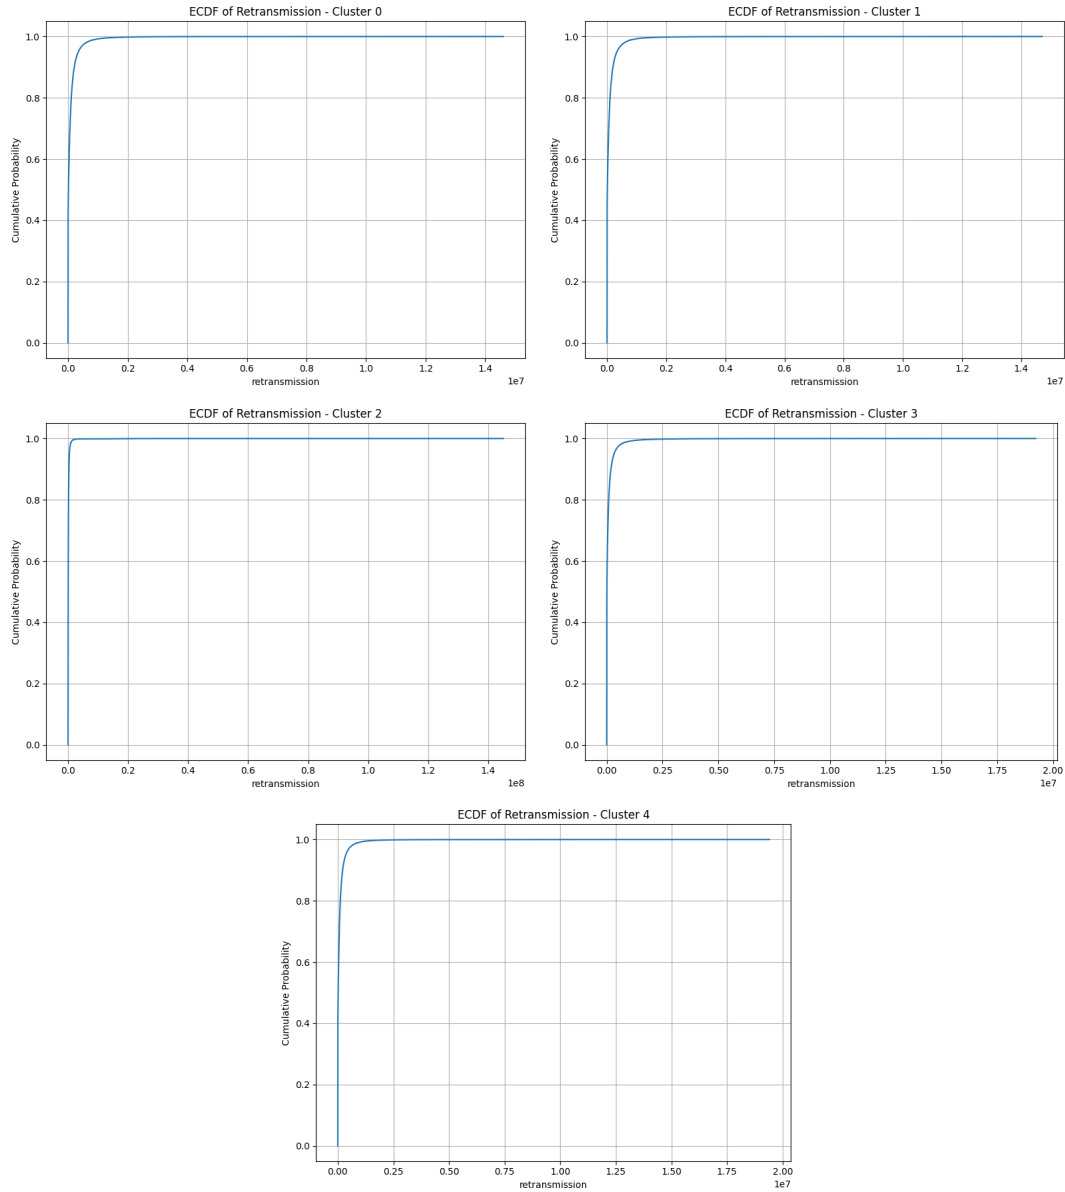 ECDF of Retransmission - Cluster 0
Cumulative Probability
1.0
0.8
0.6
0.4
0.2
0.0
0.0 0.2 0.4 0.6 0.8 1.0 1.2 1.4
1e7
retransmission
ECDF of Retransmission - Cluster 1
Cumulative Probability
1.0
0.8
0.6
0.4
0.2
0.0
0.0 0.2 0.4 0.6 0.8 1.0 1.2 1.4
1e7
retransmission
ECDF of Retransmission - Cluster 2
Cumulative Probability
1.0
0.8
0.6
0.4
0.2
0.0
0.0 0.2 0.4 0.6 0.8 1.0 1.2 1.4
1e8
retransmission
ECDF of Retransmission - Cluster 3
Cumulative Probability
1.0
0.8
0.6
0.4
0.2
0.0
0.00 0.25 0.50 0.75 1.00 1.25 1.50 1.75 2.00
1e7
retransmission
ECDF of Retransmission - Cluster 4
Cumulative Probability
1.0
0.8
0.6
0.4
0.2
0.0
0.00 0.25 0.50 0.75 1.00 1.25 1.50 1.75 2.00
1e7
retransmission